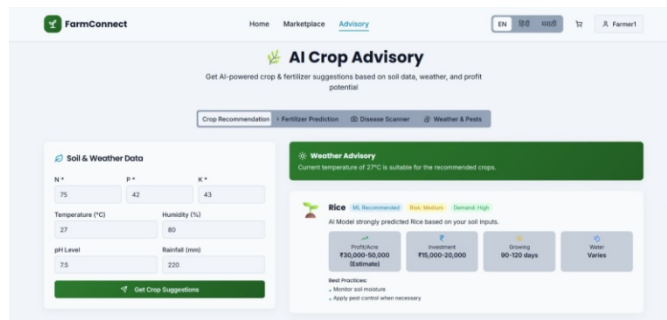 FarmConnect
Home Marketplace Advisory
EN हिंदी मराठी
Farmer1
AI Crop Advisory
Get AI-powered crop & fertilizer suggestions based on soil data, weather, and profit
potential
Crop Recommendation Fertilizer Prediction Disease Scanner Weather & Pests
Soil & Weather Data
N * P * K *
75 42 43
Temperature (°C) Humidity (%)
27 80
pH Level Rainfall (mm)
7.5 220
Get Crop Suggestions
Weather Advisory
Current temperature of 27°C is suitable for the recommended crops.
Rice ML Recommended Risk: Medium Demand: High
AI Model strongly predicted Rice based on your soil inputs.
Profit/Acre Investment Growing Water
₹30,000-50,000 ₹15,000-20,000 90-120 days Varies
(Estimate)
Best Practices:
• Monitor soil moisture
• Apply pest control when necessary